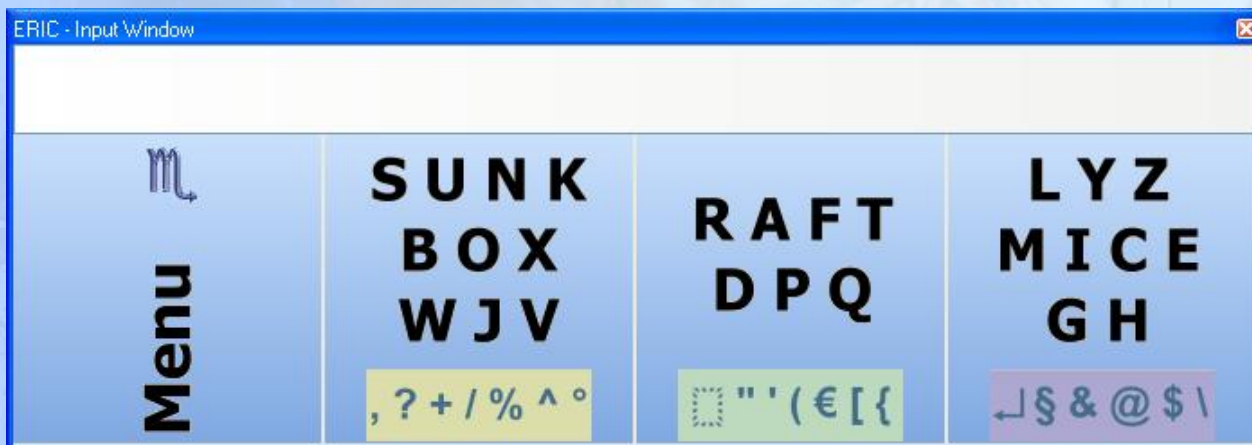 ERIC - Input Window
♏
Menu
S U N K
B O X
W J V
, ? + / % ^ °
R A F T
D P Q
⬚ " ' ( € [ {
L Y Z
M I C E
G H
↵ § & @ $ \